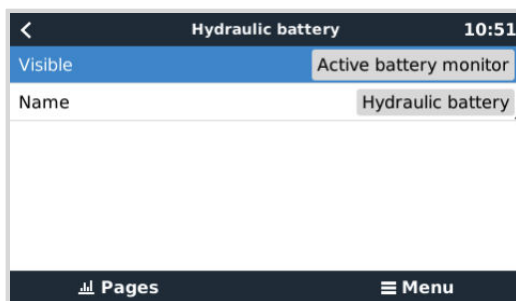 Hydraulic battery 10:51
Visible Active battery monitor
Name Hydraulic battery
Pages Menu